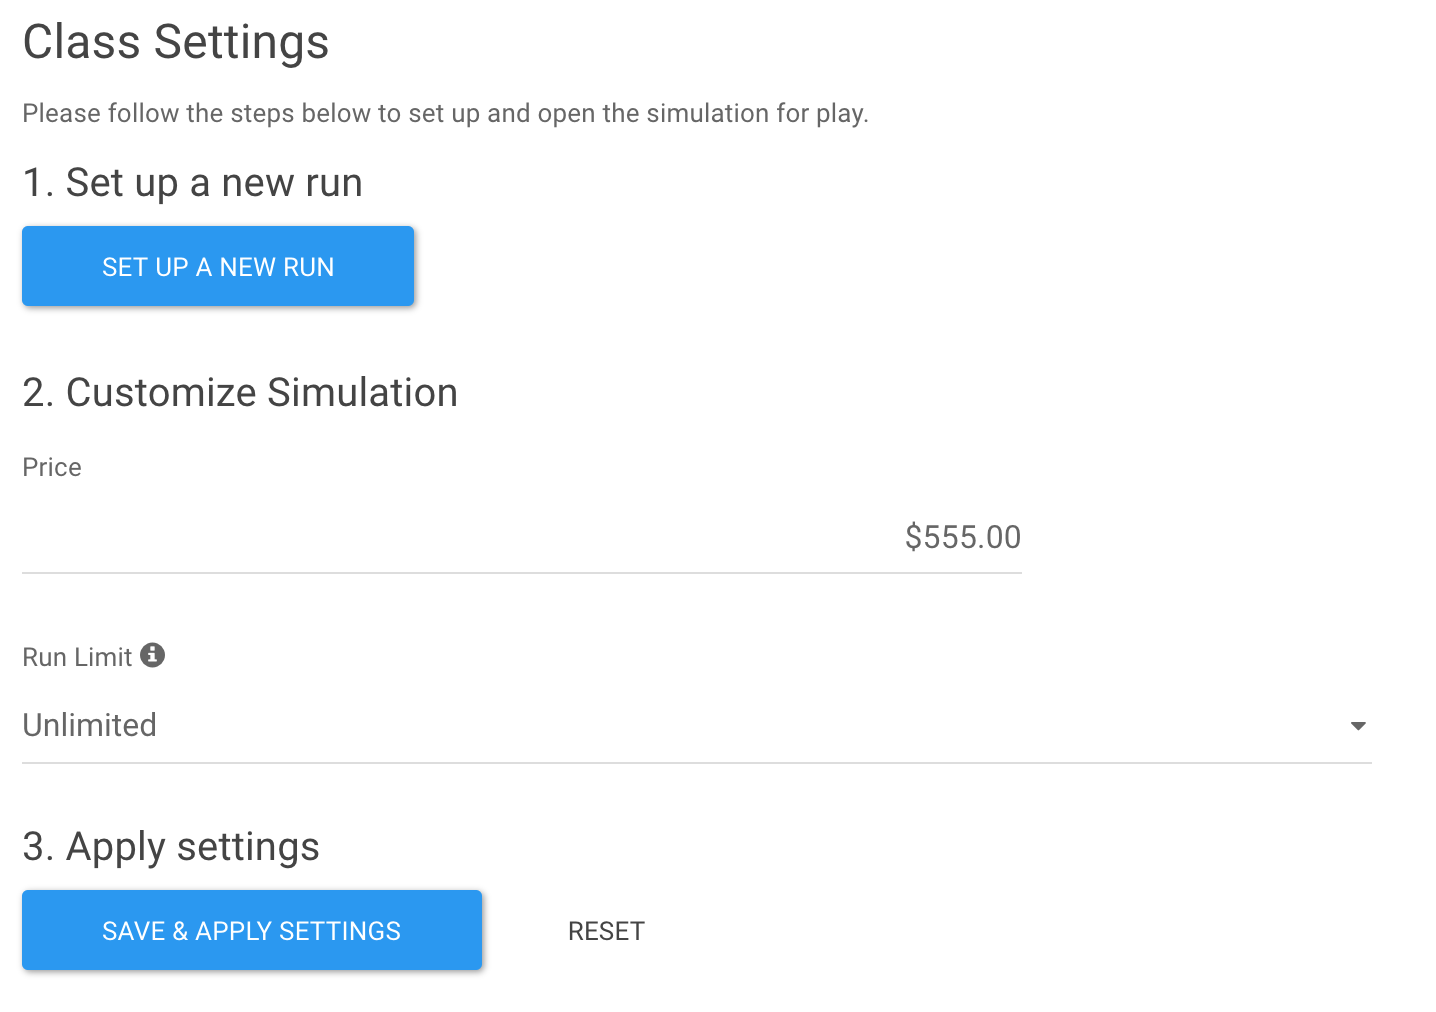 Class Settings
Please follow the steps below to set up and open the simulation for play.
1. Set up a new run
SET UP A NEW RUN
2. Customize Simulation
Price
$555.00
Run Limit
Unlimited
3. Apply settings
SAVE & APPLY SETTINGS
RESET